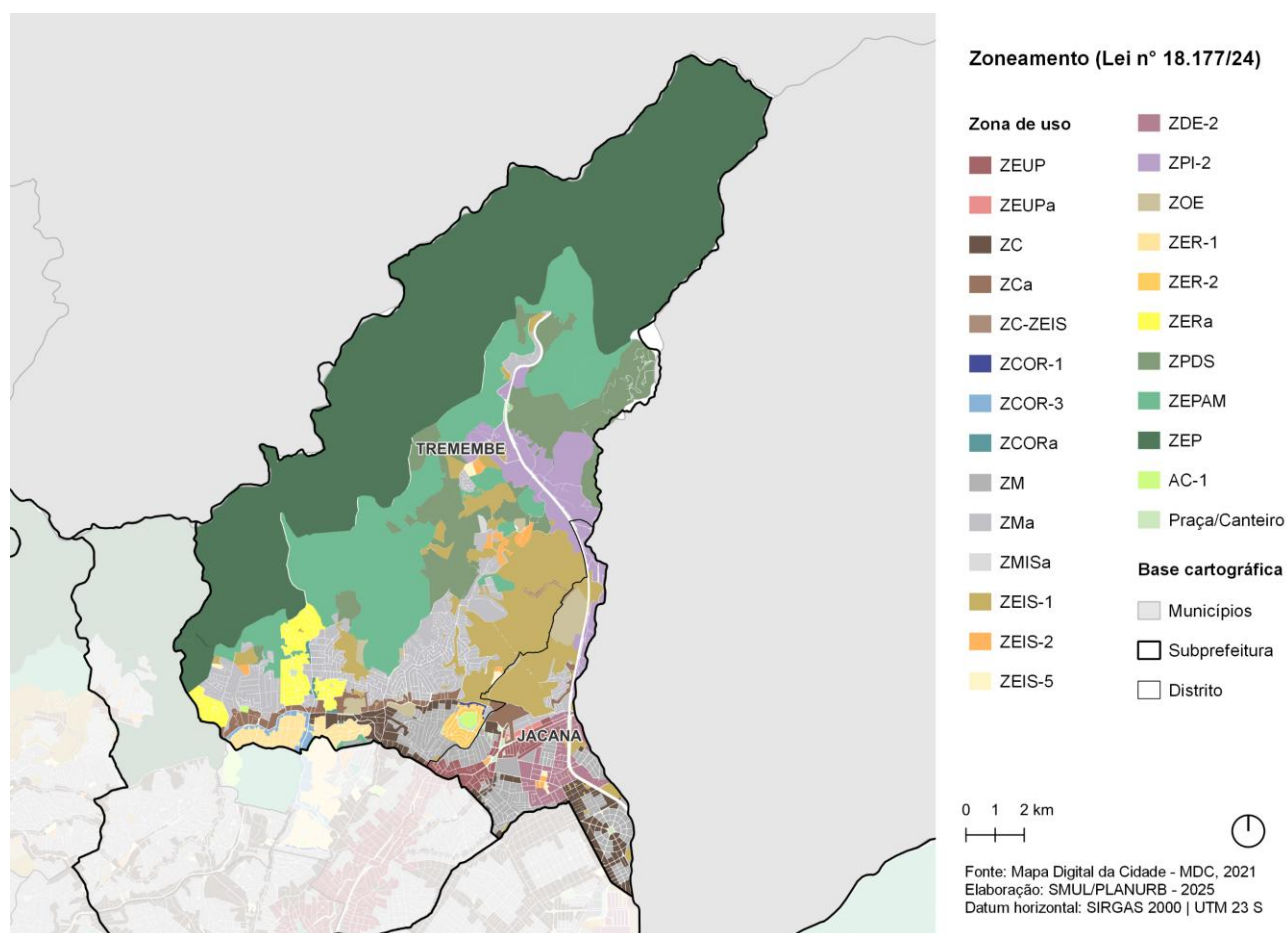 TREMEMBE
JACANA
Zoneamento (Lei n° 18.177/24)
Zona de uso
ZEUP
ZEUPa
ZC
ZCa
ZC-ZEIS
ZCOR-1
ZCOR-3
ZCORa
ZM
ZMa
ZMISa
ZEIS-1
ZEIS-2
ZEIS-5
ZDE-2
ZPI-2
ZOE
ZER-1
ZER-2
ZERa
ZPDS
ZEPAM
ZEP
AC-1
Praça/Canteiro
Base cartográfica
Municípios
Subprefeitura
Distrito
0 1 2 km
Fonte: Mapa Digital da Cidade - MDC, 2021
Elaboração: SMUL/PLANURB - 2025
Datum horizontal: SIRGAS 2000 | UTM 23 S